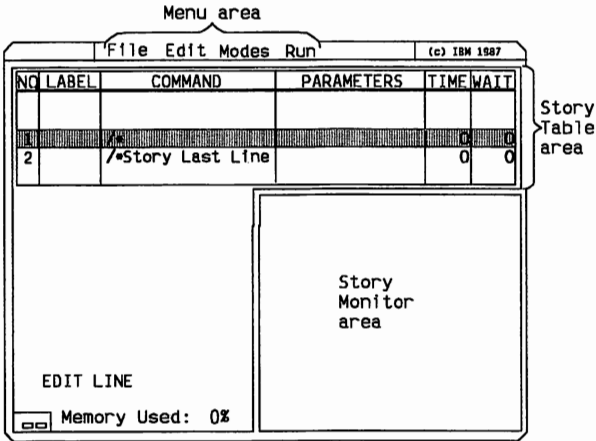 Menu area
File Edit Modes Run (c) IBM 1987
NO LABEL COMMAND PARAMETERS TIME WAIT
1 /* 0 0
2 /*Story Last Line 0 0
Story
Table
area
Story
Monitor
area
EDIT LINE
Memory Used: 0%